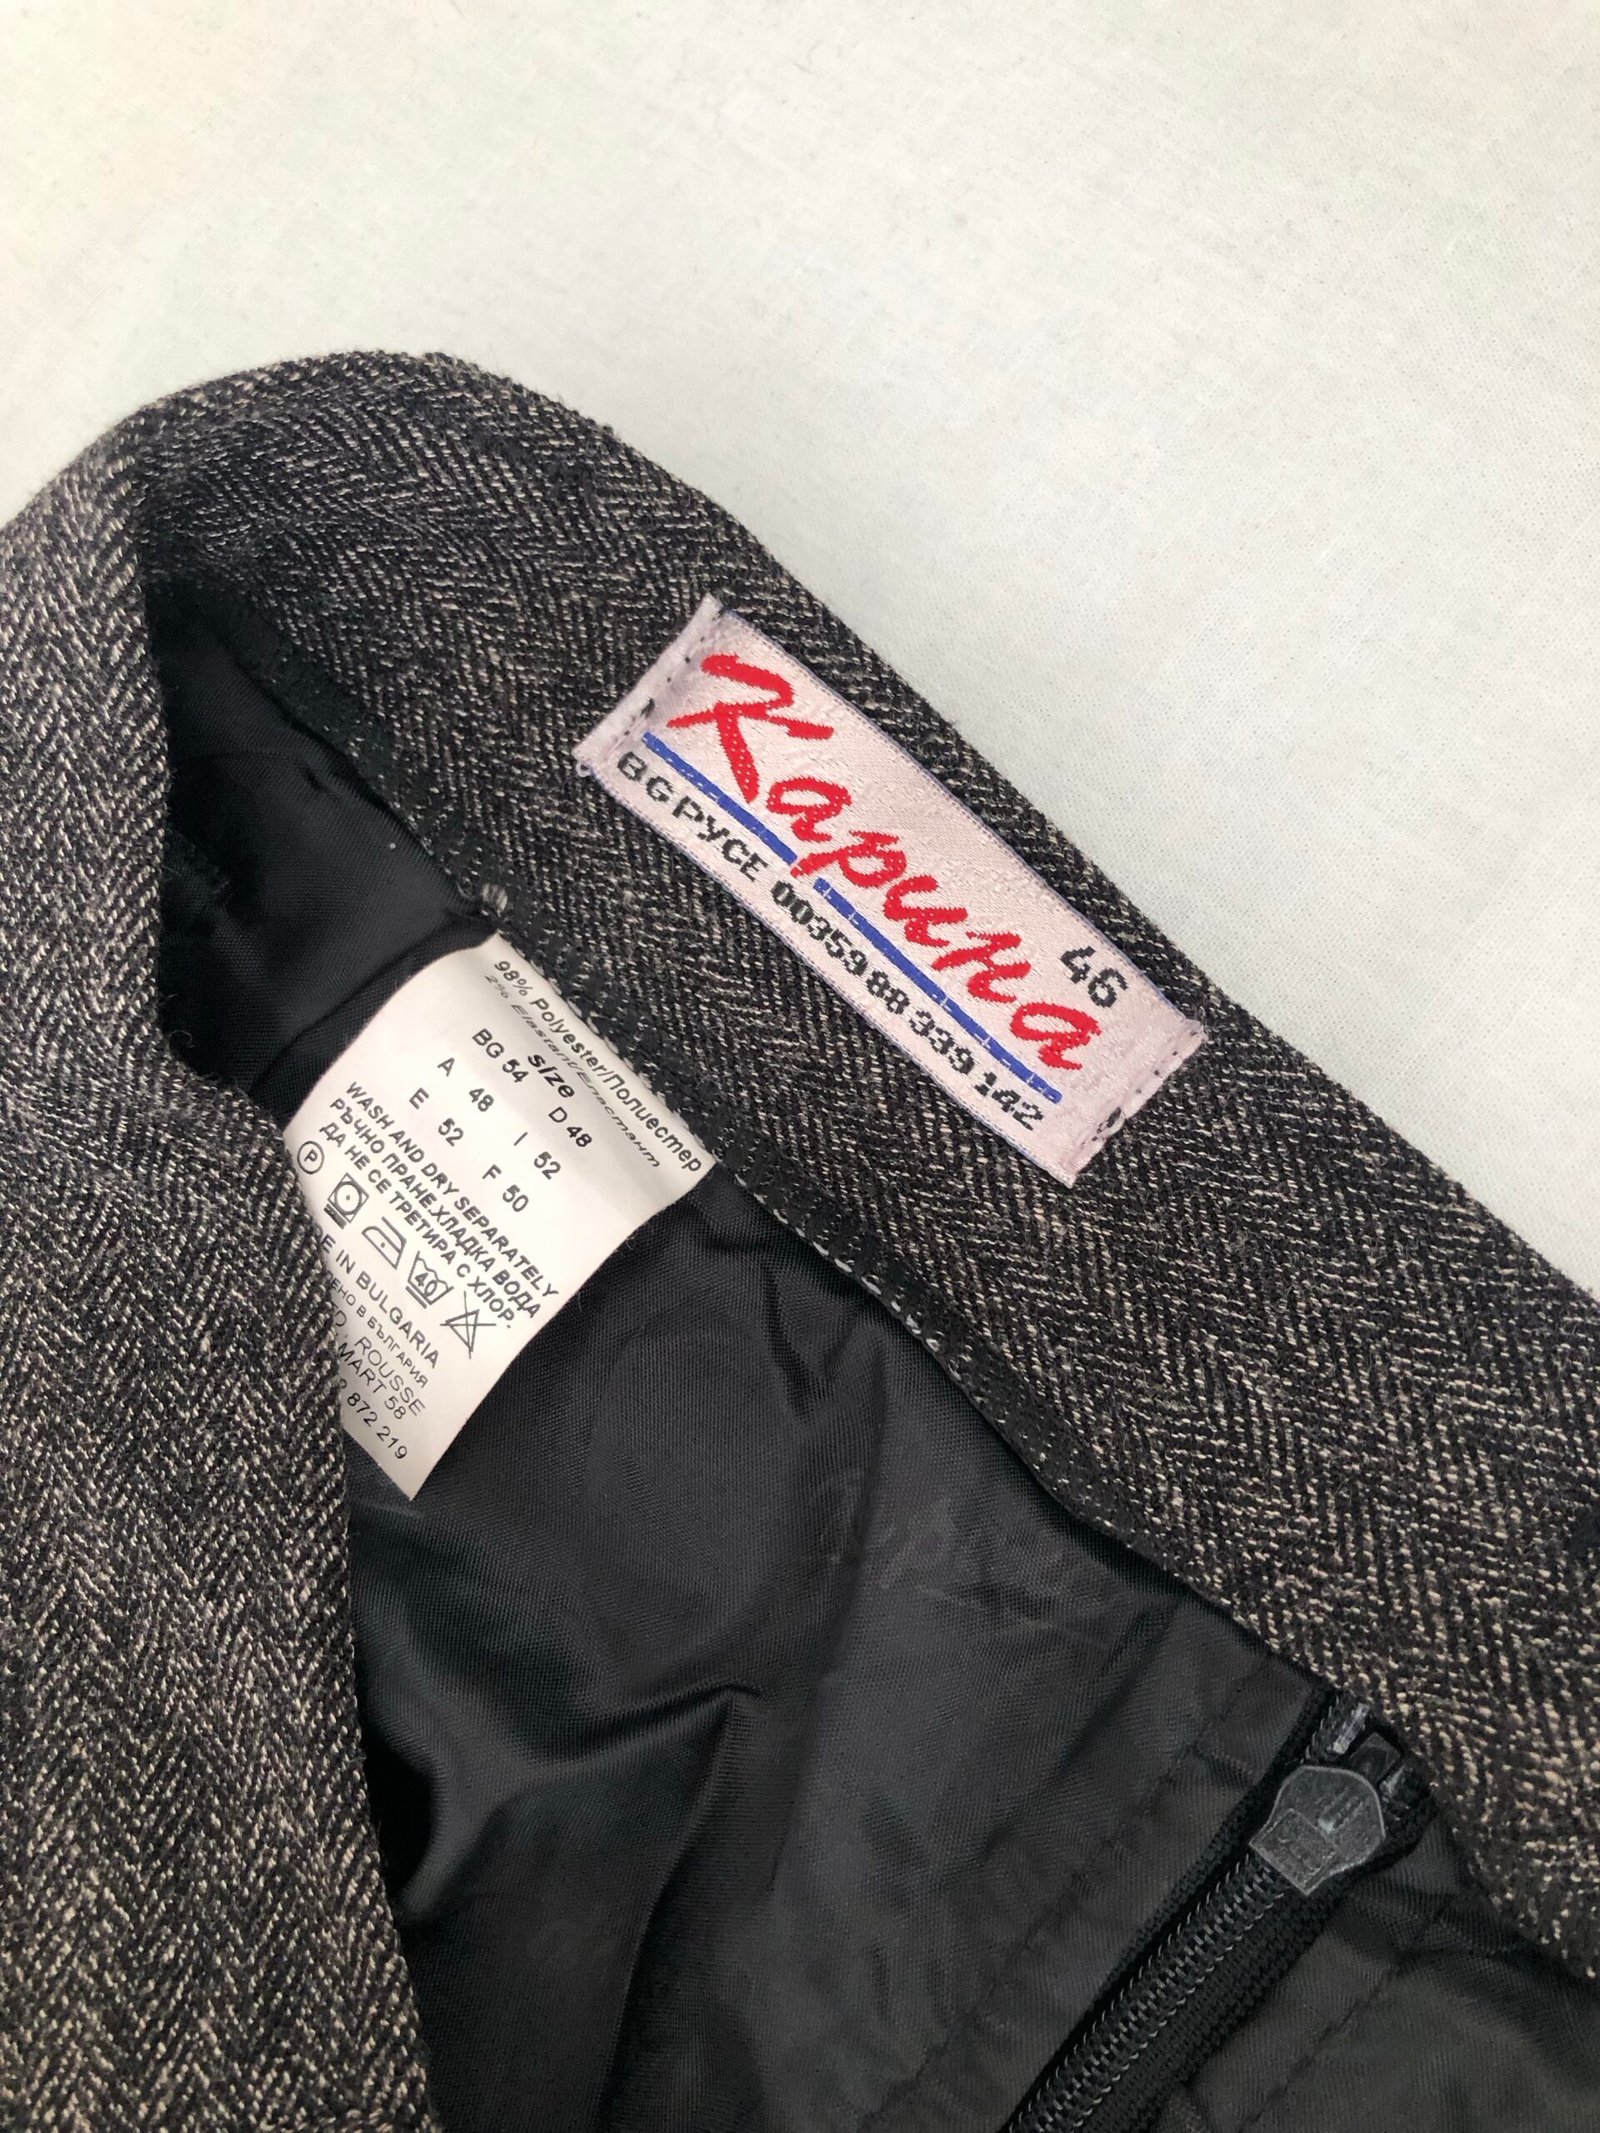 Карина
46
BG РУСЕ 00359 88 339 142
98% Polyester/Полиестер
2% Elastan/Еластан
size
BG 54 D 48
A 48 I 52
E 52 F 50
WASH AND DRY SEPARATELY
РЪЧНО ПРАНЕ.ХЛАДКА ВОДА
ДА НЕ СЕ ТРЕТИРА С ХЛОР.
P
40
IN BULGARIA
В БЪЛГАРИЯ
ROUSSE
MART 58
872 219